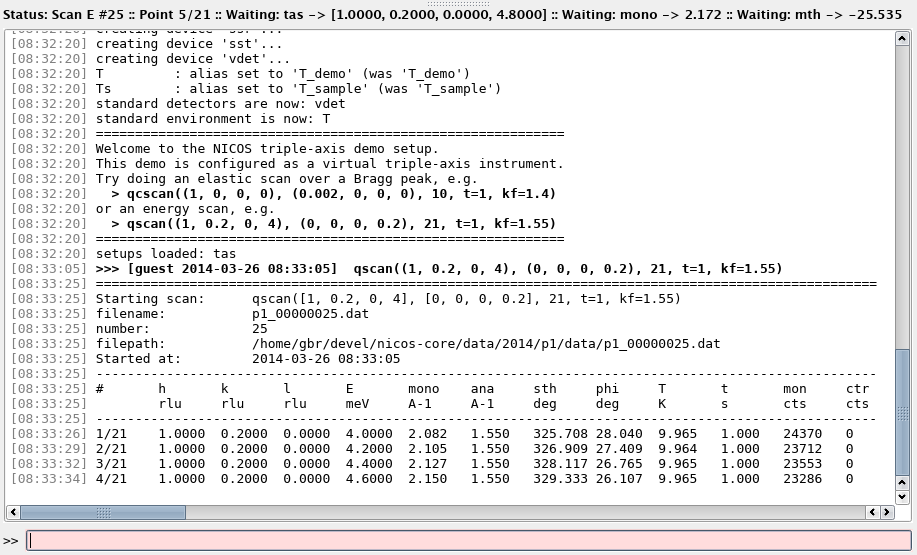 Status: Scan E #25 :: Point 5/21 :: Waiting: tas -> [1.0000, 0.2000, 0.0000, 4.8000] :: Waiting: mono -> 2.172 :: Waiting: mth -> -25.535
[08:32:20] creating device 'ssr'...
[08:32:20] creating device 'sst'...
[08:32:20] creating device 'vdet'...
[08:32:20] T         : alias set to 'T_demo' (was 'T_demo')
[08:32:20] Ts        : alias set to 'T_sample' (was 'T_sample')
[08:32:20] standard detectors are now: vdet
[08:32:20] standard environment is now: T
[08:32:20] ============================================================
[08:32:20] Welcome to the NICOS triple-axis demo setup.
[08:32:20] This demo is configured as a virtual triple-axis instrument.
[08:32:20] Try doing an elastic scan over a Bragg peak, e.g.
[08:32:20]   > qcscan((1, 0, 0, 0), (0.002, 0, 0, 0), 10, t=1, kf=1.4)
[08:32:20] or an energy scan, e.g.
[08:32:20]   > qscan((1, 0.2, 0, 4), (0, 0, 0, 0.2), 21, t=1, kf=1.55)
[08:32:20] ============================================================
[08:32:20] setups loaded: tas
[08:33:05] >>> [guest 2014-03-26 08:33:05]  qscan((1, 0.2, 0, 4), (0, 0, 0, 0.2), 21, t=1, kf=1.55)
[08:33:25] ====================================================================================================
[08:33:25] Starting scan:      qscan([1, 0.2, 0, 4], [0, 0, 0, 0.2], 21, t=1, kf=1.55)
[08:33:25] filename:           p1_00000025.dat
[08:33:25] number:             25
[08:33:25] filepath:           /home/gbr/devel/nicos-core/data/2014/p1/data/p1_00000025.dat
[08:33:25] Started at:         2014-03-26 08:33:05
[08:33:25] ----------------------------------------------------------------------------------------------------
[08:33:25] #       h       k       l       E       mono    ana     sth     phi     T       t       mon     ctr
[08:33:25]         rlu     rlu     rlu     meV     A-1     A-1     deg     deg     K       s       cts     cts
[08:33:25] ----------------------------------------------------------------------------------------------------
[08:33:26] 1/21    1.0000  0.2000  0.0000  4.0000  2.082   1.550   325.708 28.040  9.965   1.000   24370   0
[08:33:29] 2/21    1.0000  0.2000  0.0000  4.2000  2.105   1.550   326.909 27.409  9.964   1.000   23712   0
[08:33:32] 3/21    1.0000  0.2000  0.0000  4.4000  2.127   1.550   328.117 26.765  9.965   1.000   23553   0
[08:33:34] 4/21    1.0000  0.2000  0.0000  4.6000  2.150   1.550   329.333 26.107  9.965   1.000   23286   0
>>